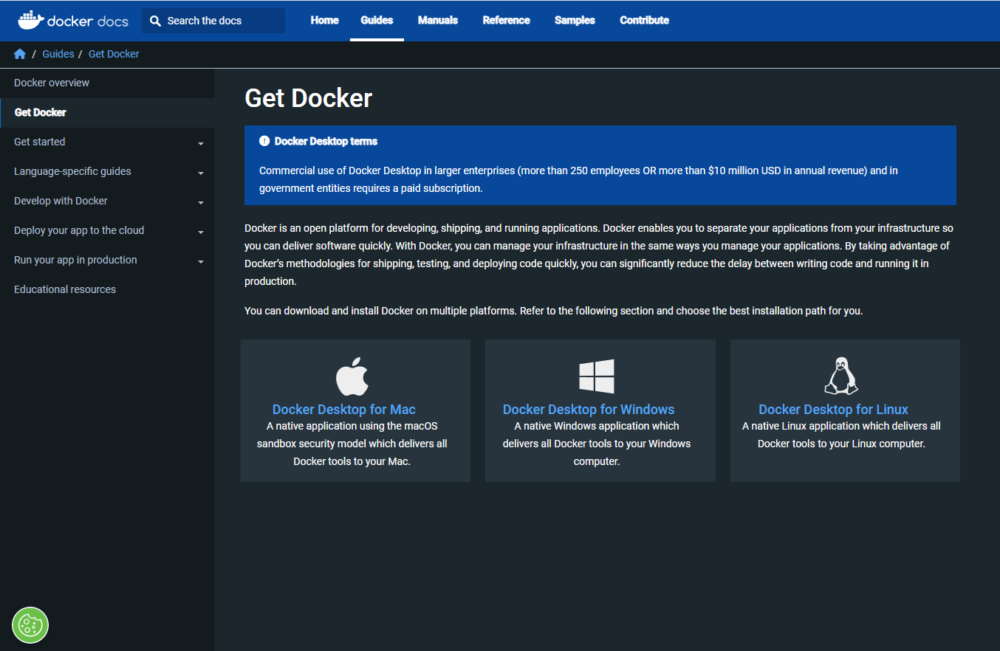 docker docs
Search the docs
Home
Guides
Manuals
Reference
Samples
Contribute
/ Guides / Get Docker
Docker overview
Get Docker
Get started
Language-specific guides
Develop with Docker
Deploy your app to the cloud
Run your app in production
Educational resources
Get Docker
Docker Desktop terms
Commercial use of Docker Desktop in larger enterprises (more than 250 employees OR more than $10 million USD in annual revenue) and in
government entities requires a paid subscription.
Docker is an open platform for developing, shipping, and running applications. Docker enables you to separate your applications from your infrastructure so
you can deliver software quickly. With Docker, you can manage your infrastructure in the same ways you manage your applications. By taking advantage of
Docker’s methodologies for shipping, testing, and deploying code quickly, you can significantly reduce the delay between writing code and running it in
production.
You can download and install Docker on multiple platforms. Refer to the following section and choose the best installation path for you.
Docker Desktop for Mac
A native application using the macOS
sandbox security model which delivers all
Docker tools to your Mac.
Docker Desktop for Windows
A native Windows application which
delivers all Docker tools to your Windows
computer.
Docker Desktop for Linux
A native Linux application which delivers all
Docker tools to your Linux computer.